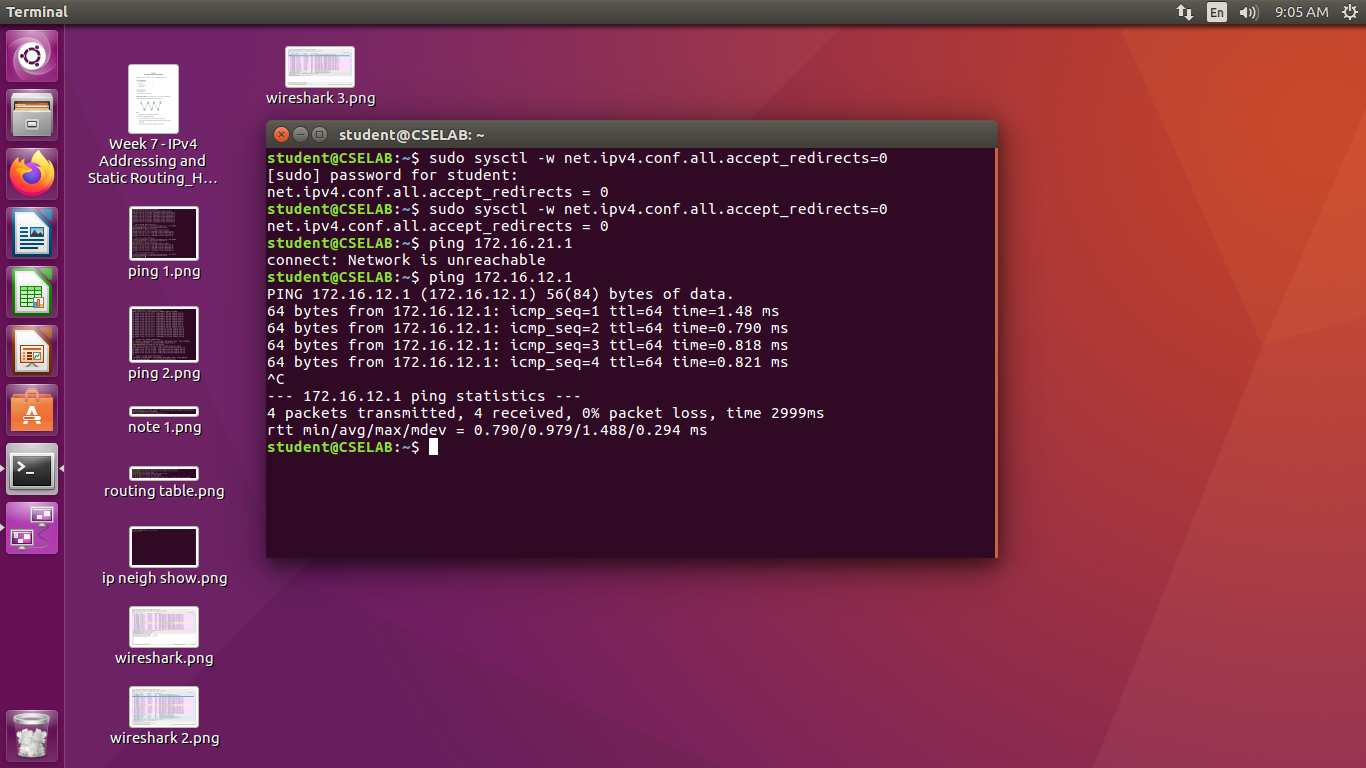 Terminal
En
9:05 AM
wireshark 3.png
Week 7 - IPv4
Addressing and
Static Routing_H...
ping 1.png
ping 2.png
note 1.png
routing table.png
ip neigh show.png
wireshark.png
wireshark 2.png
student@CSELAB: ~
student@CSELAB:~$ sudo sysctl -w net.ipv4.conf.all.accept_redirects=0
[sudo] password for student:
net.ipv4.conf.all.accept_redirects = 0
student@CSELAB:~$ sudo sysctl -w net.ipv4.conf.all.accept_redirects=0
net.ipv4.conf.all.accept_redirects = 0
student@CSELAB:~$ ping 172.16.21.1
connect: Network is unreachable
student@CSELAB:~$ ping 172.16.12.1
PING 172.16.12.1 (172.16.12.1) 56(84) bytes of data.
64 bytes from 172.16.12.1: icmp_seq=1 ttl=64 time=1.48 ms
64 bytes from 172.16.12.1: icmp_seq=2 ttl=64 time=0.790 ms
64 bytes from 172.16.12.1: icmp_seq=3 ttl=64 time=0.818 ms
64 bytes from 172.16.12.1: icmp_seq=4 ttl=64 time=0.821 ms
^C
--- 172.16.12.1 ping statistics ---
4 packets transmitted, 4 received, 0% packet loss, time 2999ms
rtt min/avg/max/mdev = 0.790/0.979/1.488/0.294 ms
student@CSELAB:~$